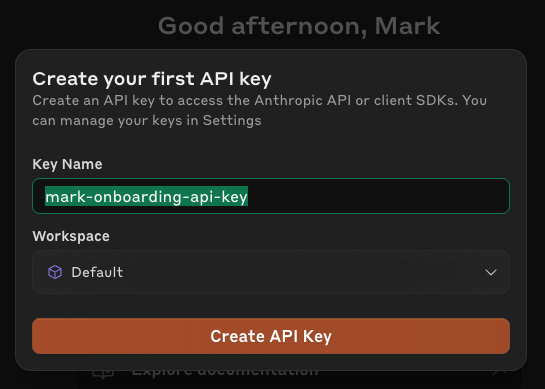 Good afternoon, Mark
Create your first API key
Create an API key to access the Anthropic API or client SDKs. You
can manage your keys in Settings
Key Name
mark-onboarding-api-key
Workspace
Default
Create API Key
Explore documentation